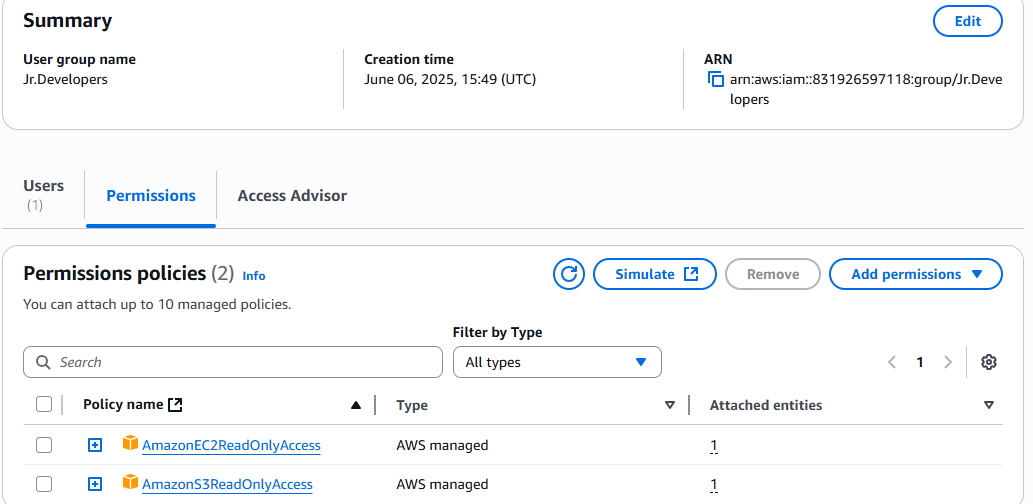 Summary
Edit
User group name
Jr.Developers
Creation time
June 06, 2025, 15:49 (UTC)
ARN
arn:aws:iam::831926597118:group/Jr.Deve
lopers
Users
(1)
Permissions
Access Advisor
Permissions policies (2) Info
Simulate
Remove
Add permissions
You can attach up to 10 managed policies.
Filter by Type
Search
All types
1
Policy name
Type
Attached entities
AmazonEC2ReadOnlyAccess
AWS managed
1
AmazonS3ReadOnlyAccess
AWS managed
1